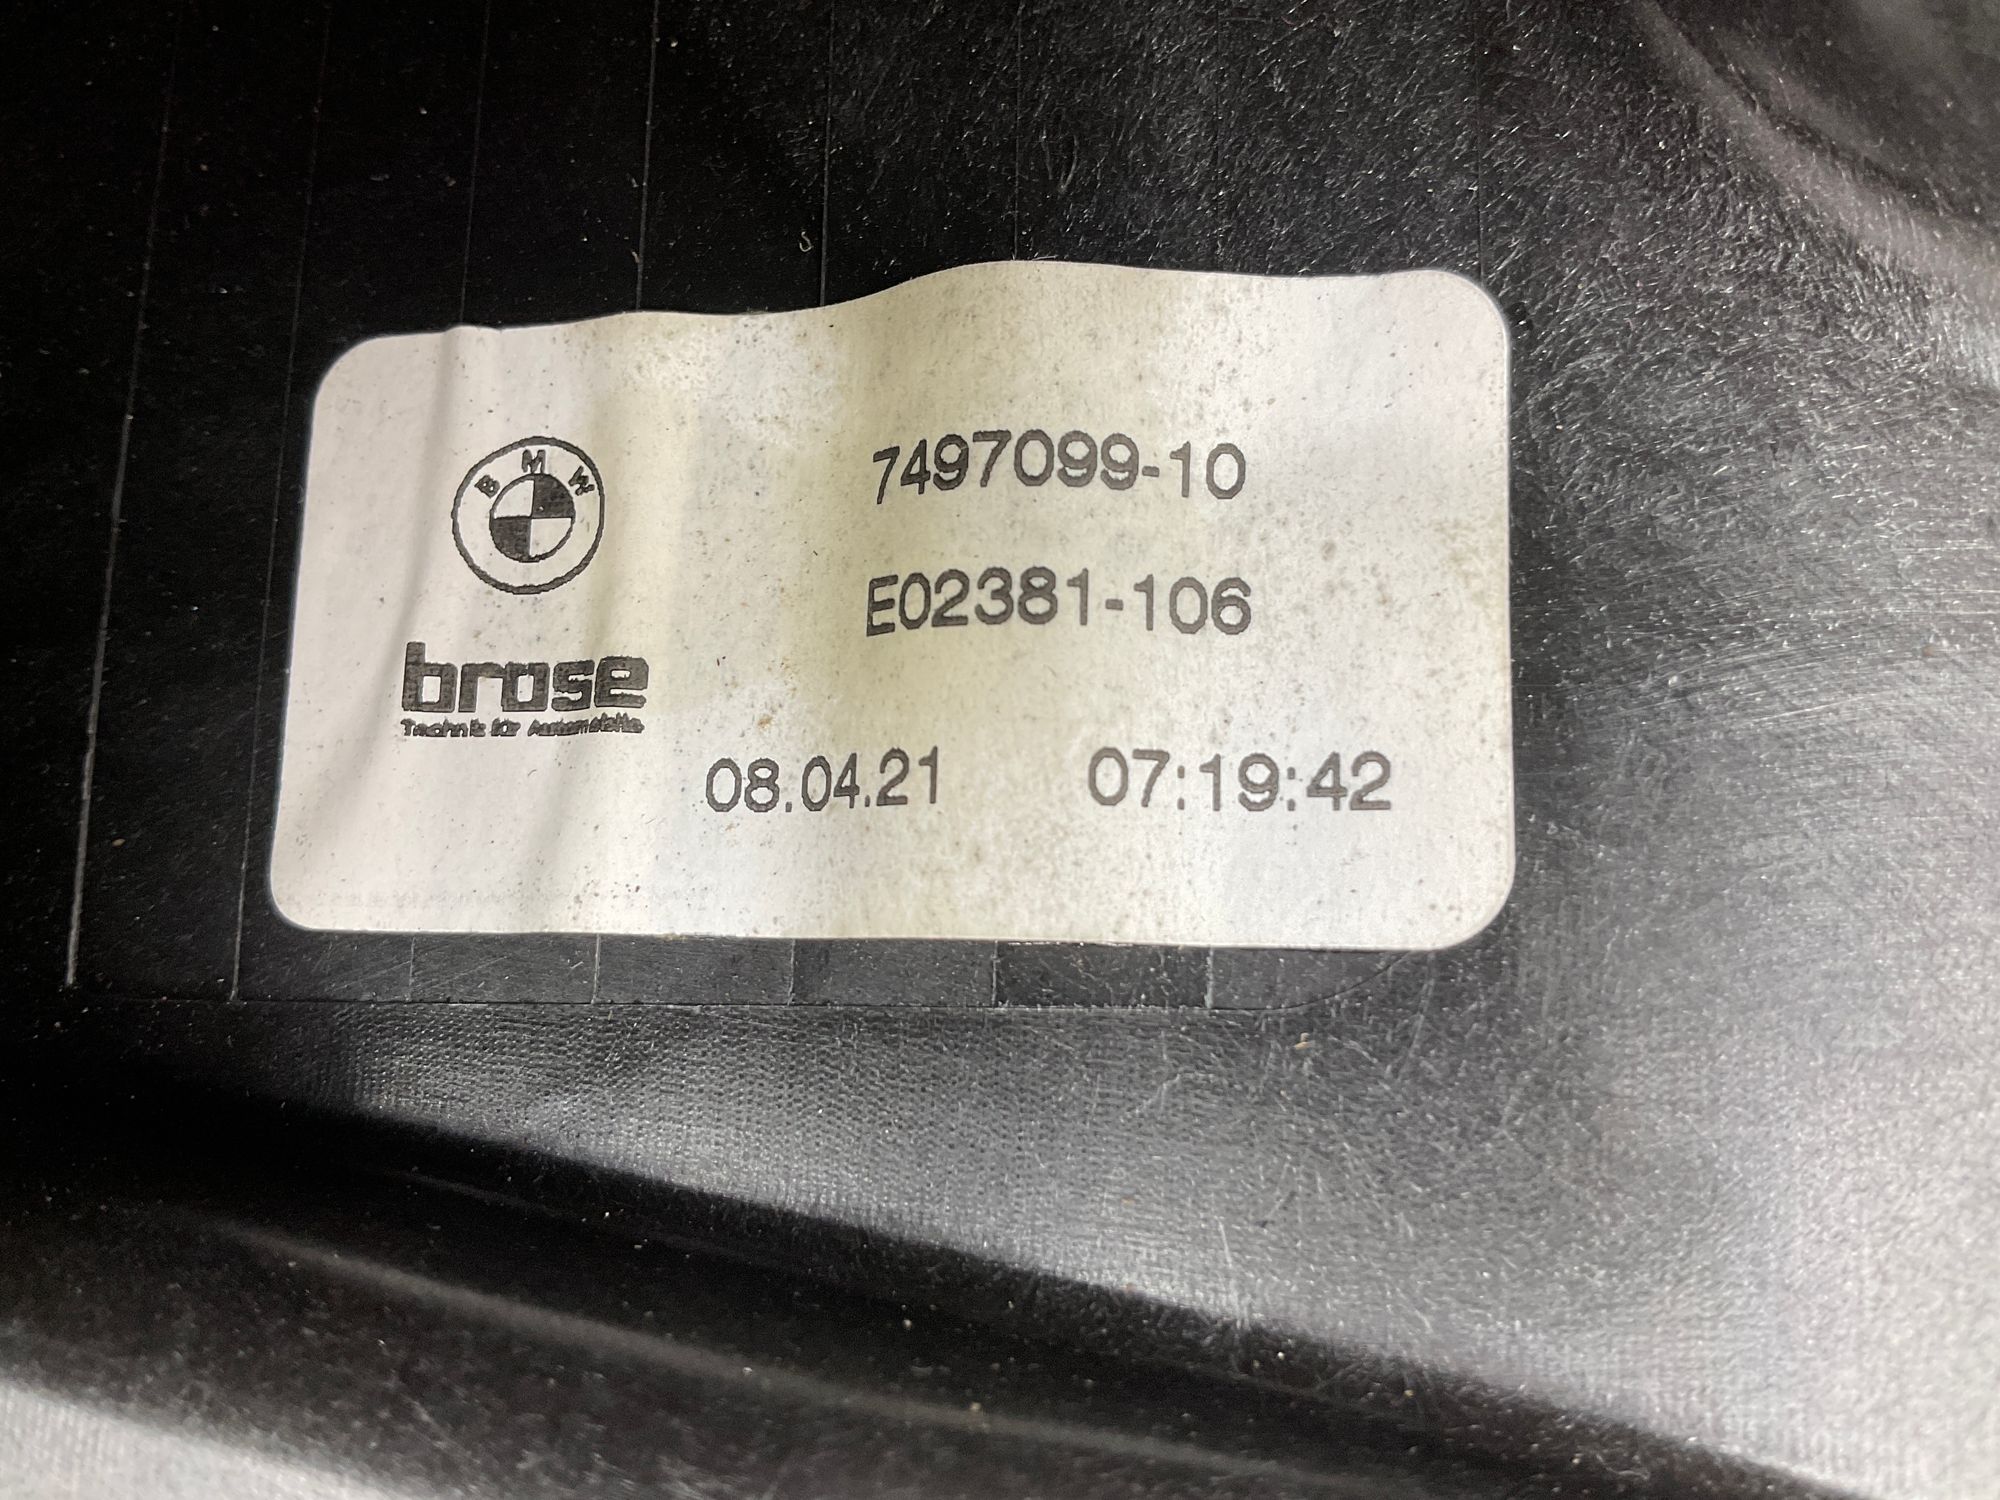 BMW
7497099-10
E02381-106
brose
Technik für Automobile
08.04.21 07:19:42